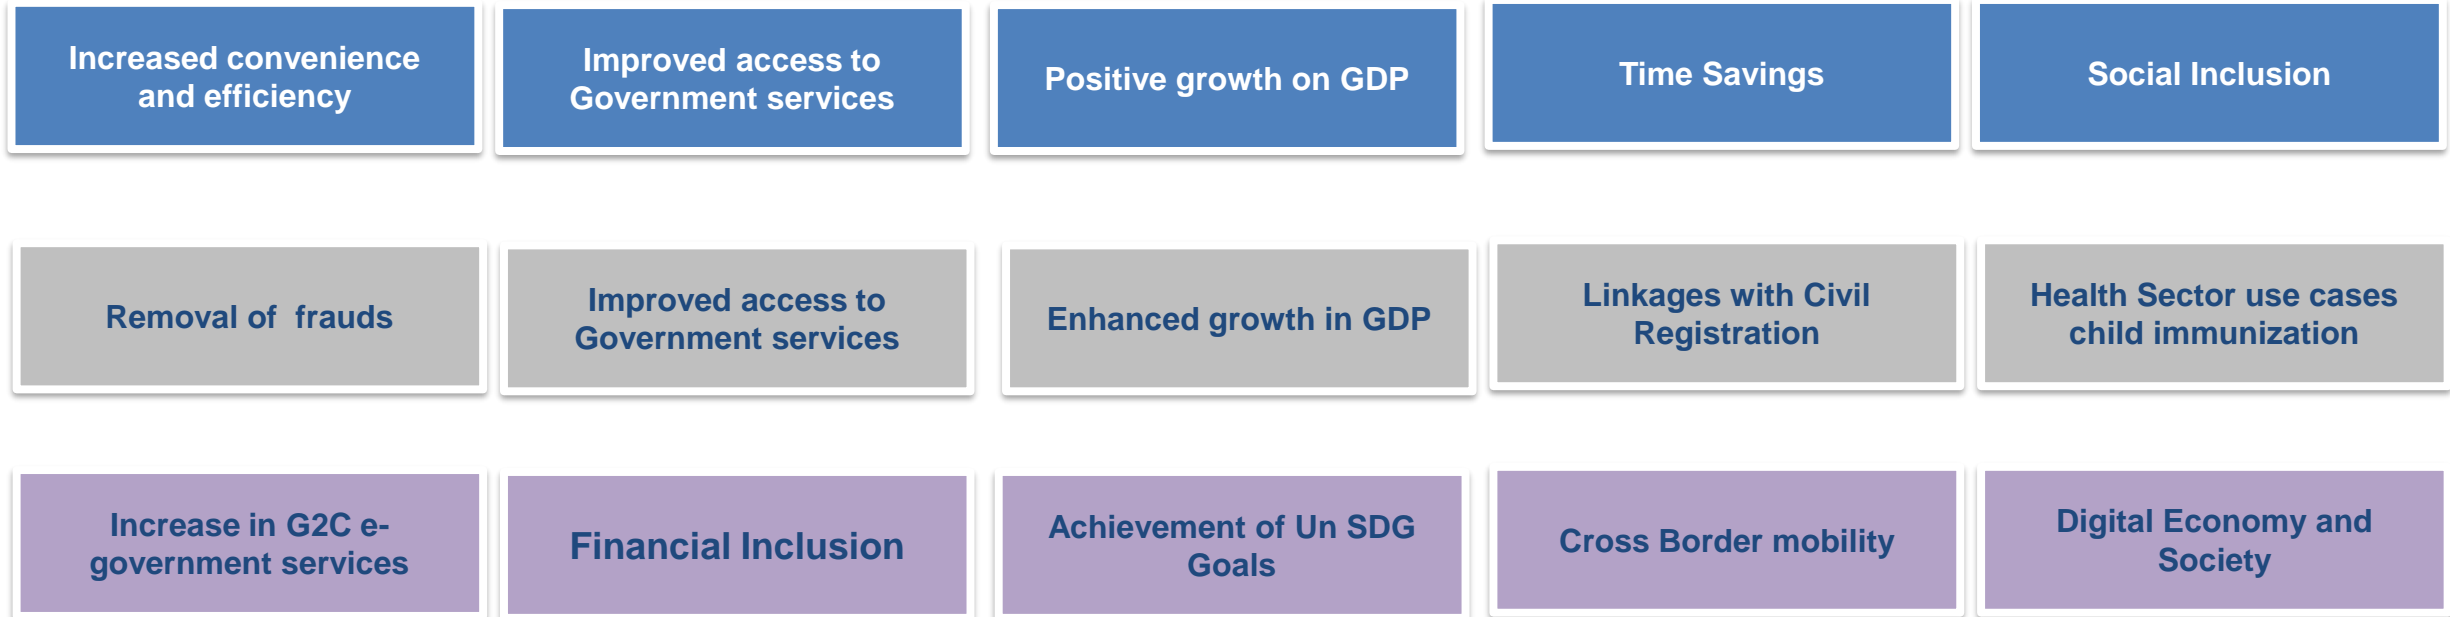 Increased convenience
and efficiency
Improved access to
Government services
Positive growth on GDP
Time Savings
Social Inclusion
Removal of  frauds
Improved access to
Government services
Enhanced growth in GDP
Linkages with Civil
Registration
Health Sector use cases
child immunization
Increase in G2C e-
government services
Financial Inclusion
Achievement of Un SDG
Goals
Cross Border mobility
Digital Economy and
Society